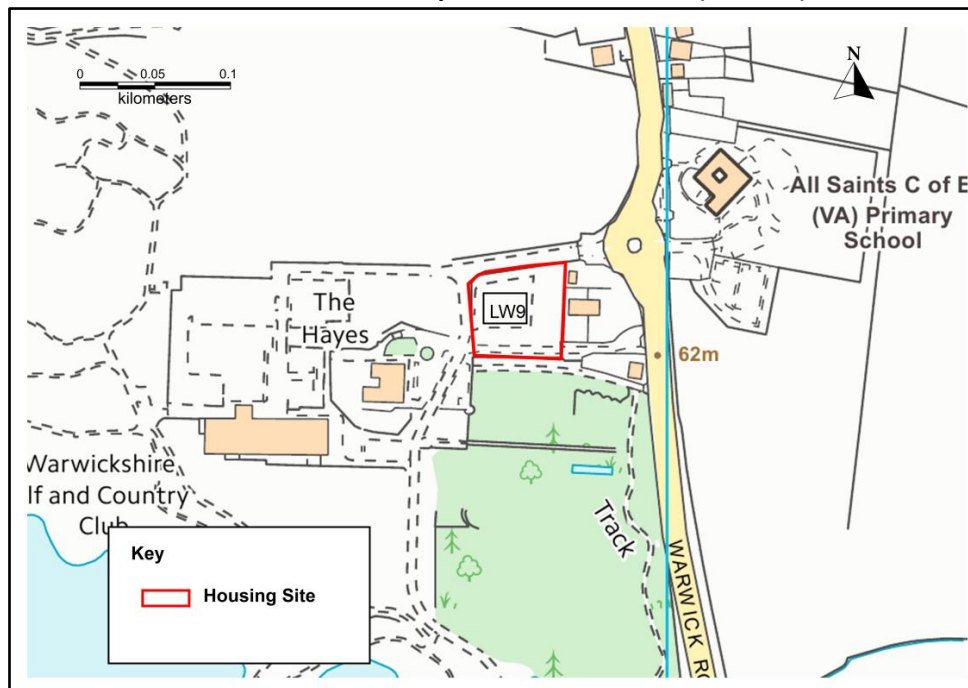 0 0.05 0.1
kilometers
N
All Saints C of E
(VA) Primary
School
The
Hayes
LW9
62m
Warwickshire
lf and Country
Club
Track
WARWICK
Key
Housing Site